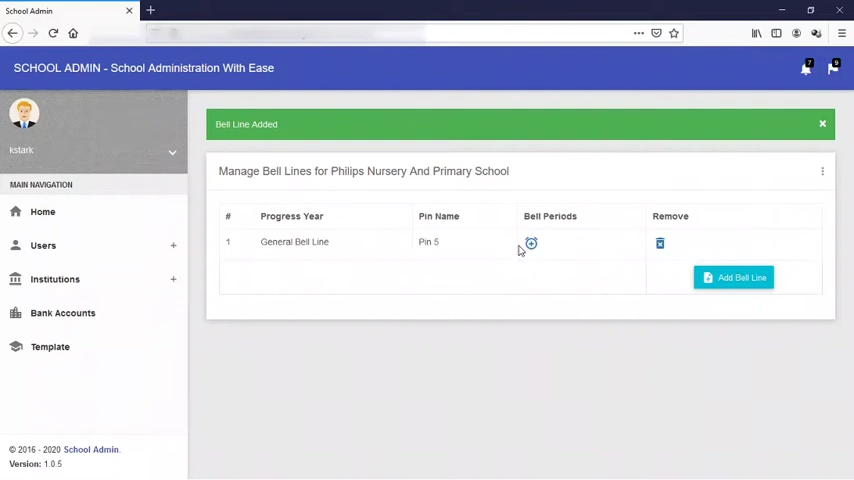 School Admin
SCHOOL ADMIN - School Administration With Ease
7
9
kstark
MAIN NAVIGATION
Home
Users
Institutions
Bank Accounts
Template
© 2016 - 2020 School Admin.
Version: 1.0.5
Bell Line Added
Manage Bell Lines for Philips Nursery And Primary School
# Progress Year Pin Name Bell Periods Remove
1 General Bell Line Pin 5
Add Bell Line